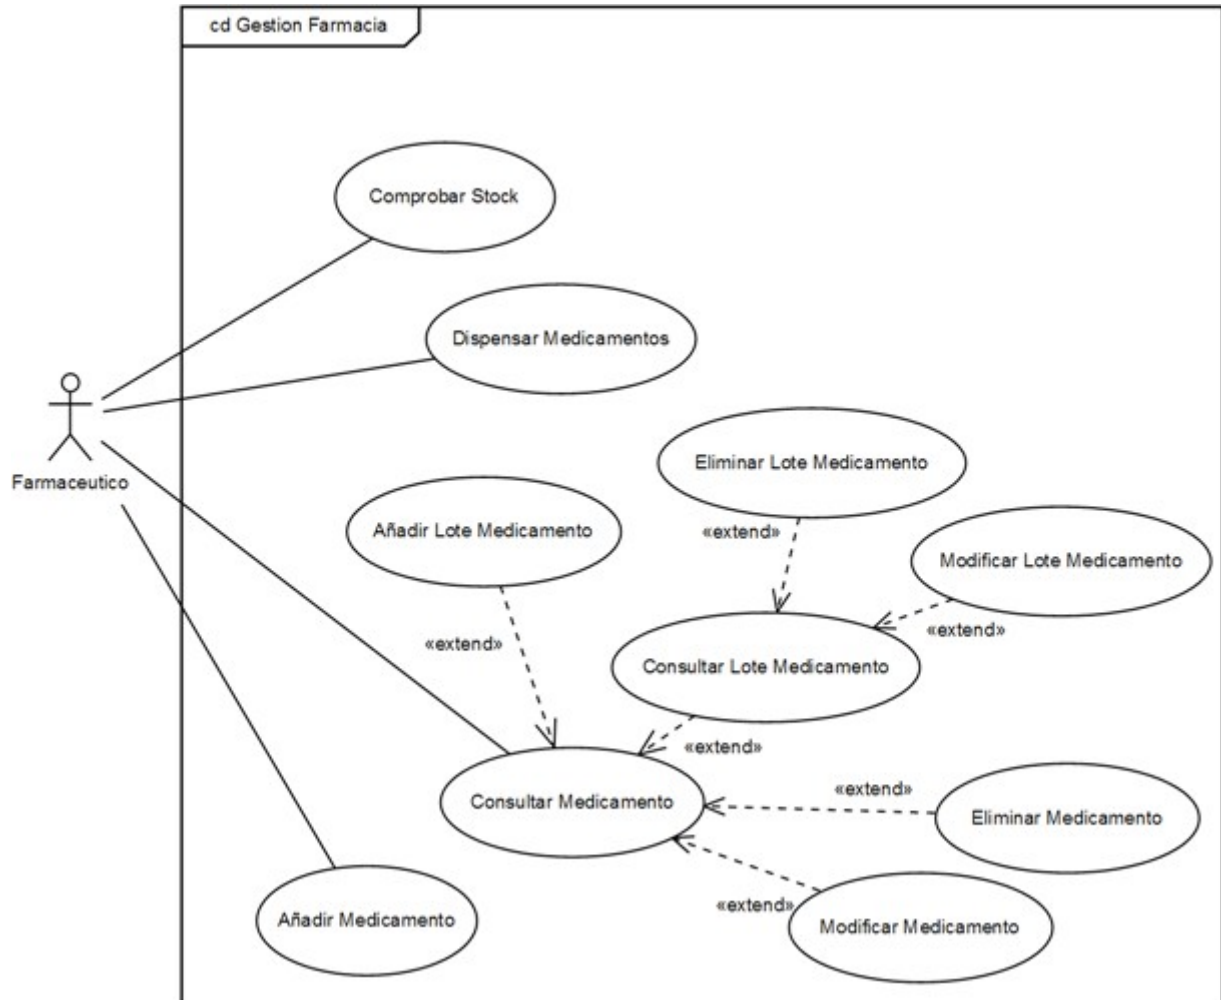 cd Gestion Farmacia
Comprobar Stock
Dispensar Medicamentos
Farmaceutico
Eliminar Lote Medicamento
Añadir Lote Medicamento
«extend»
Modificar Lote Medicamento
«extend»
«extend»
Consultar Lote Medicamento
«extend»
Consultar Medicamento
«extend»
Eliminar Medicamento
«extend»
Añadir Medicamento
Modificar Medicamento